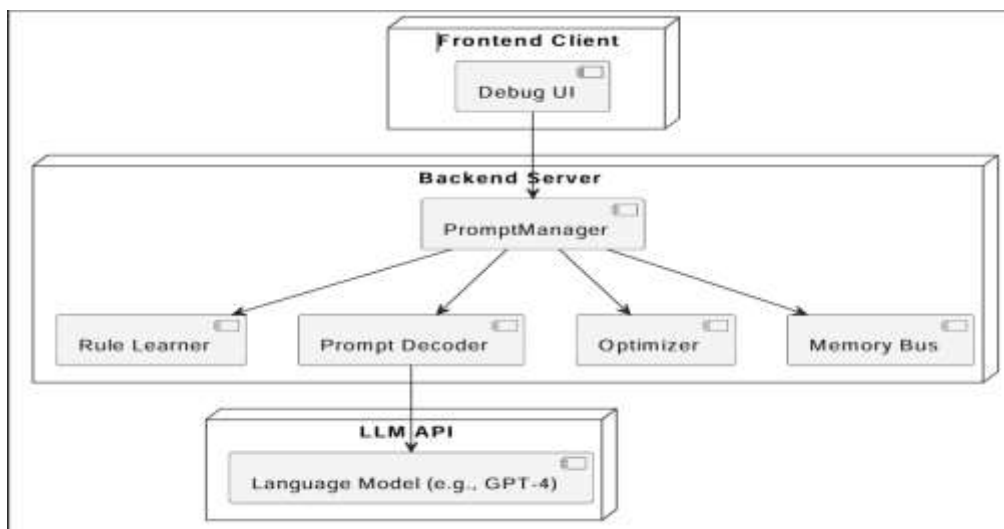 Frontend Client
Debug UI
Backend Server
PromptManager
Rule Learner
Prompt Decoder
Optimizer
Memory Bus
LLM API
Language Model (e.g., GPT-4)